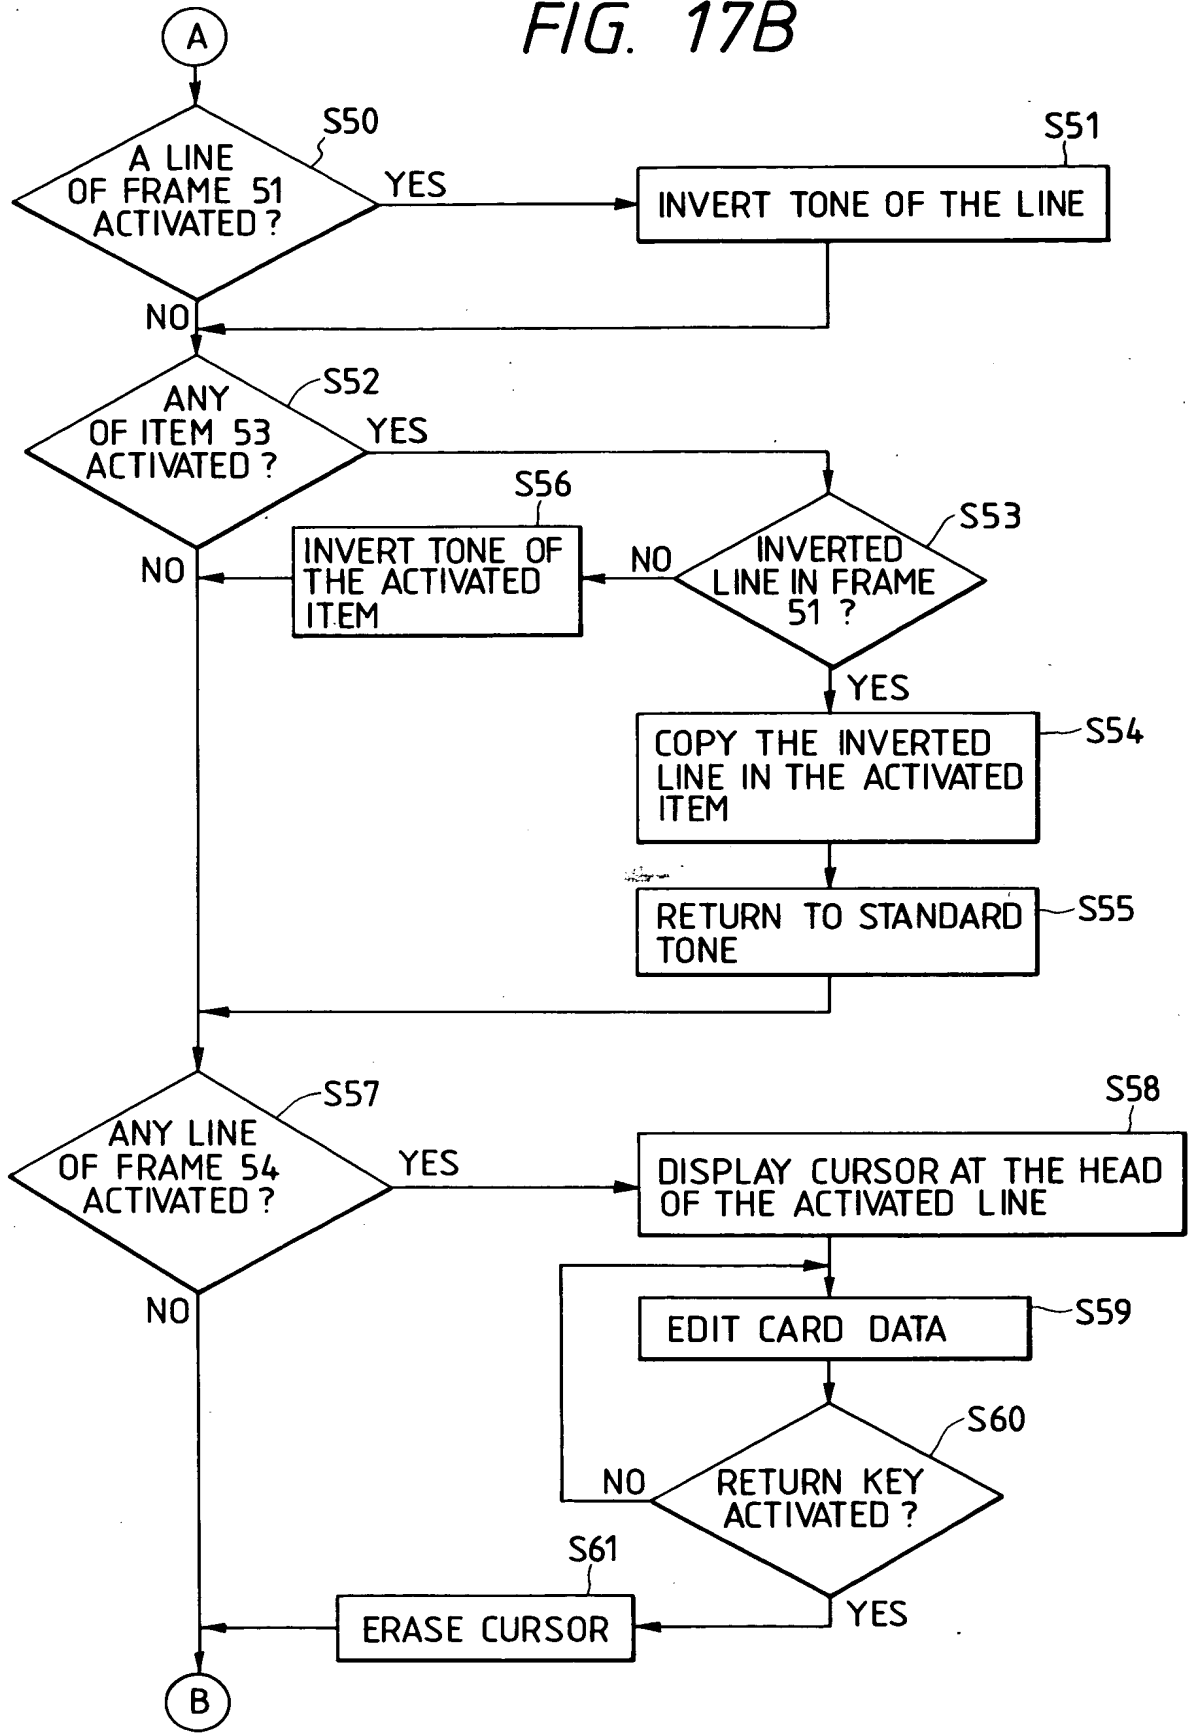 FIG. 17B
A
S50
A LINE
OF FRAME 51
ACTIVATED ?
YES
S51
INVERT TONE OF THE LINE
NO
S52
ANY
OF ITEM 53
ACTIVATED ?
YES
S56
INVERT TONE OF
THE ACTIVATED
ITEM
NO
S53
INVERTED
LINE IN FRAME
51 ?
NO
YES
S54
COPY THE INVERTED
LINE IN THE ACTIVATED
ITEM
S55
RETURN TO STANDARD
TONE
S57
ANY LINE
OF FRAME 54
ACTIVATED ?
YES
S58
DISPLAY CURSOR AT THE HEAD
OF THE ACTIVATED LINE
NO
S59
EDIT CARD DATA
S60
RETURN KEY
ACTIVATED ?
NO
YES
S61
ERASE CURSOR
B